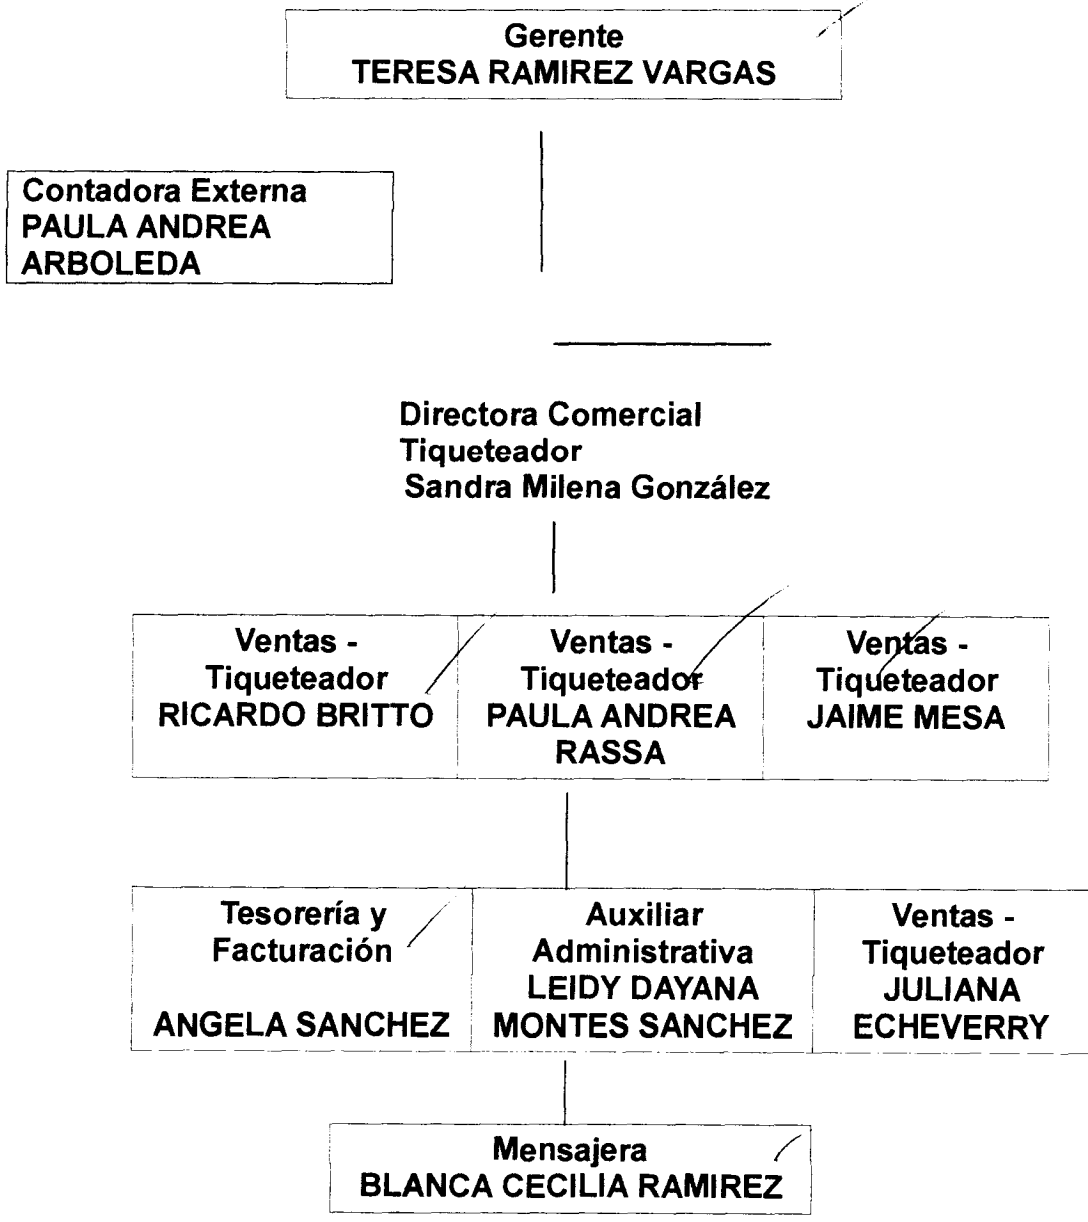 Gerente
TERESA RAMIREZ VARGAS
Contadora Externa
PAULA ANDREA
ARBOLEDA
Directora Comercial
Tiqueteador
Sandra Milena González
Ventas -
Tiqueteador
RICARDO BRITTO
Ventas -
Tiqueteador
PAULA ANDREA
RASSA
Ventas -
Tiqueteador
JAIME MESA
Tesorería y
Facturación
ANGELA SANCHEZ
Auxiliar
Administrativa
LEIDY DAYANA
MONTES SANCHEZ
Ventas -
Tiqueteador
JULIANA
ECHEVERRY
Mensajera
BLANCA CECILIA RAMIREZ